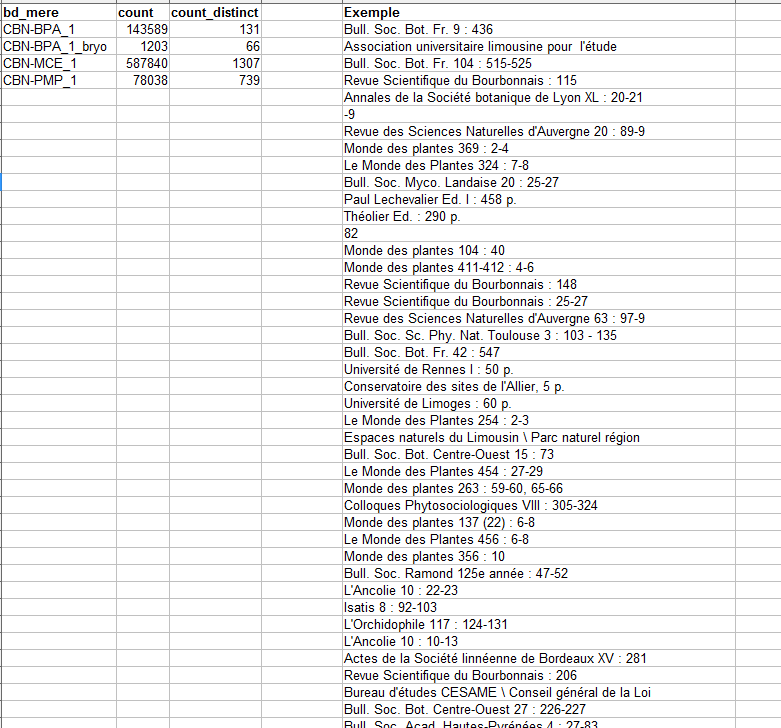 bd_mere count count_distinct Exemple
CBN-BPA_1 143589 131 Bull. Soc. Bot. Fr. 9 : 436
CBN-BPA_1_bryo 1203 66 Association universitaire limousine pour l'étude
CBN-MCE_1 587840 1307 Bull. Soc. Bot. Fr. 104 : 515-525
CBN-PMP_1 78038 739 Revue Scientifique du Bourbonnais : 115
Annales de la Société botanique de Lyon XL : 20-21
-9
Revue des Sciences Naturelles d'Auvergne 20 : 89-9
Monde des plantes 369 : 2-4
Le Monde des Plantes 324 : 7-8
Bull. Soc. Myco. Landaise 20 : 25-27
Paul Lechevalier Ed. I : 458 p.
Théolier Ed. : 290 p.
82
Monde des plantes 104 : 40
Monde des plantes 411-412 : 4-6
Revue Scientifique du Bourbonnais : 148
Revue Scientifique du Bourbonnais : 25-27
Revue des Sciences Naturelles d'Auvergne 63 : 97-9
Bull. Soc. Sc. Phy. Nat. Toulouse 3 : 103 - 135
Bull. Soc. Bot. Fr. 42 : 547
Université de Rennes I : 50 p.
Conservatoire des sites de l'Allier, 5 p.
Université de Limoges : 60 p.
Le Monde des Plantes 254 : 2-3
Espaces naturels du Limousin \ Parc naturel région
Bull. Soc. Bot. Centre-Ouest 15 : 73
Le Monde des Plantes 454 : 27-29
Monde des plantes 263 : 59-60, 65-66
Colloques Phytosociologiques VIII : 305-324
Monde des plantes 137 (22) : 6-8
Le Monde des Plantes 456 : 6-8
Monde des plantes 356 : 10
Bull. Soc. Ramond 125e année : 47-52
L'Ancolie 10 : 22-23
Isatis 8 : 92-103
L'Orchidophile 117 : 124-131
L'Ancolie 10 : 10-13
Actes de la Société linnéenne de Bordeaux XV : 281
Revue Scientifique du Bourbonnais : 206
Bureau d'études CESAME \ Conseil général de la Loi
Bull. Soc. Bot. Centre-Ouest 27 : 226-227
Bull. Soc. Acad. Hautes-Pyrénées 4 : 27-83